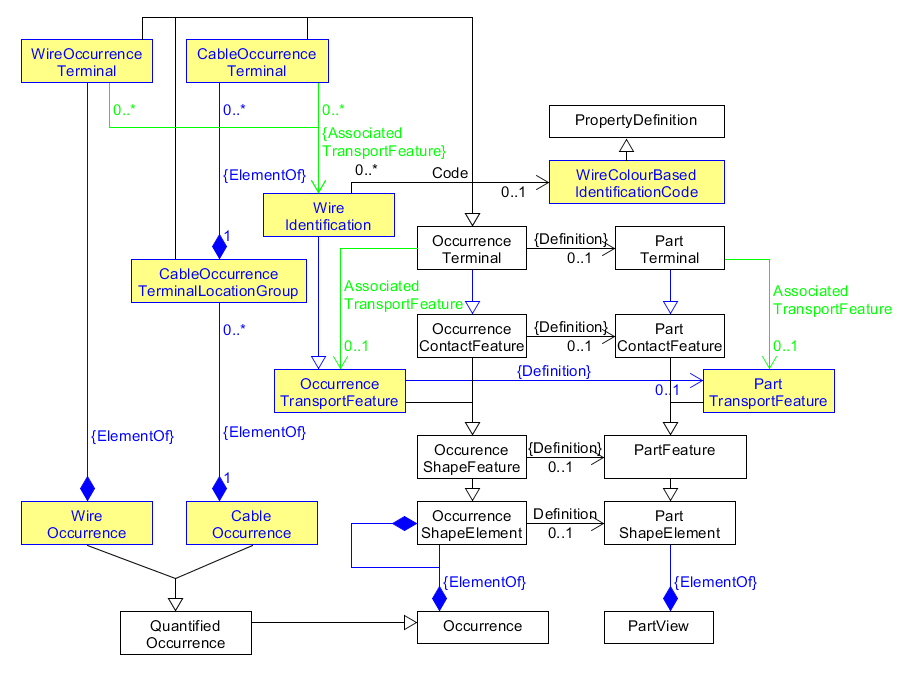 WireOccurrence
Terminal
CableOccurrence
Terminal
0..*
0..*
0..*
{Associated
TransportFeature}
PropertyDefinition
{ElementOf}
0..*
Code
0..1
WireColourBased
IdentificationCode
Wire
Identification
1
Occurrence
Terminal
{Definition}
0..1
Part
Terminal
CableOccurrence
TerminalLocationGroup
Associated
TransportFeature
Associated
TransportFeature
0..*
Occurrence
ContactFeature
{Definition}
0..1
Part
ContactFeature
0..1
0..1
Occurrence
TransportFeature
{Definition}
0..1
Part
TransportFeature
{ElementOf}
{ElementOf}
Occurence
ShapeFeature
{Definition}
0..1
PartFeature
1
Wire
Occurrence
Cable
Occurrence
Occurrence
ShapeElement
Definition
0..1
Part
ShapeElement
{ElementOf}
{ElementOf}
Quantified
Occurrence
Occurrence
PartView